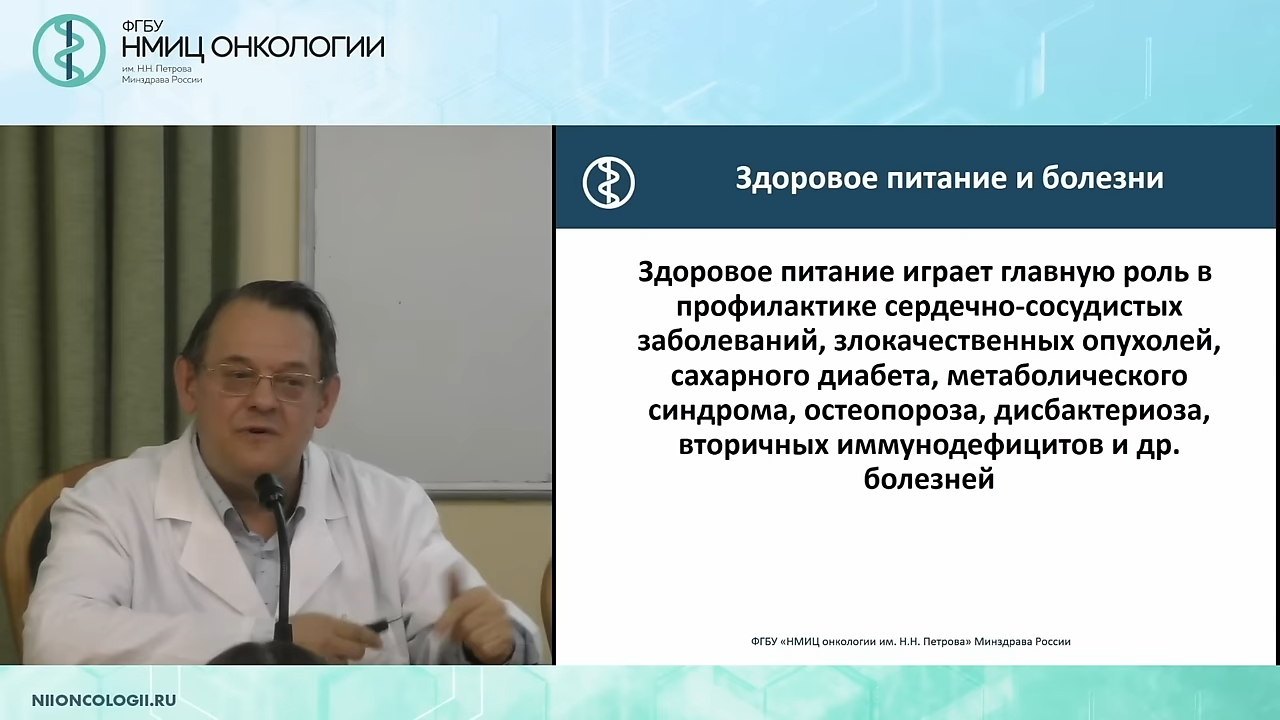 ФГБУ
НМИЦ ОНКОЛОГИИ
им. Н.Н. Петрова
Минздрава России
Здоровое питание и болезни
Здоровое питание играет главную роль в
профилактике сердечно-сосудистых
заболеваний, злокачественных опухолей,
сахарного диабета, метаболического
синдрома, остеопороза, дисбактериоза,
вторичных иммунодефицитов и др.
болезней
ФГБУ «НМИЦ онкологии им. Н.Н. Петрова» Минздрава России
NIIONCOLOGII.RU